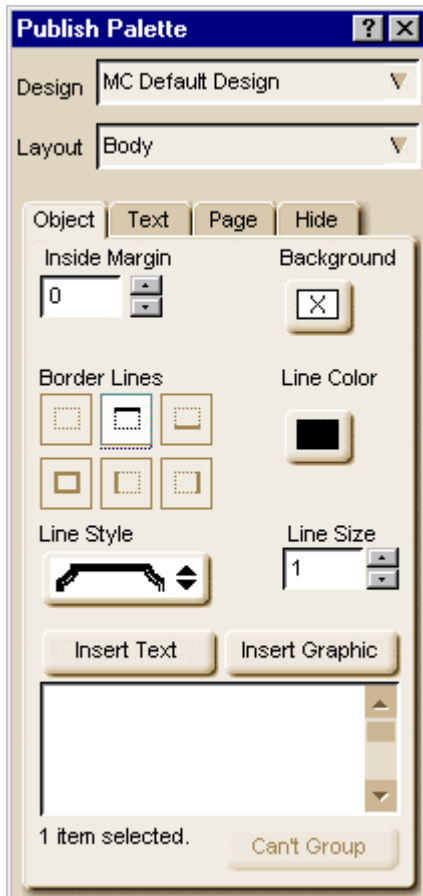 Publish Palette
Design MC Default Design
Layout Body
Object Text Page Hide
Inside Margin Background
0 X
Border Lines Line Color
Line Style Line Size
1
Insert Text Insert Graphic
1 item selected.
Can't Group